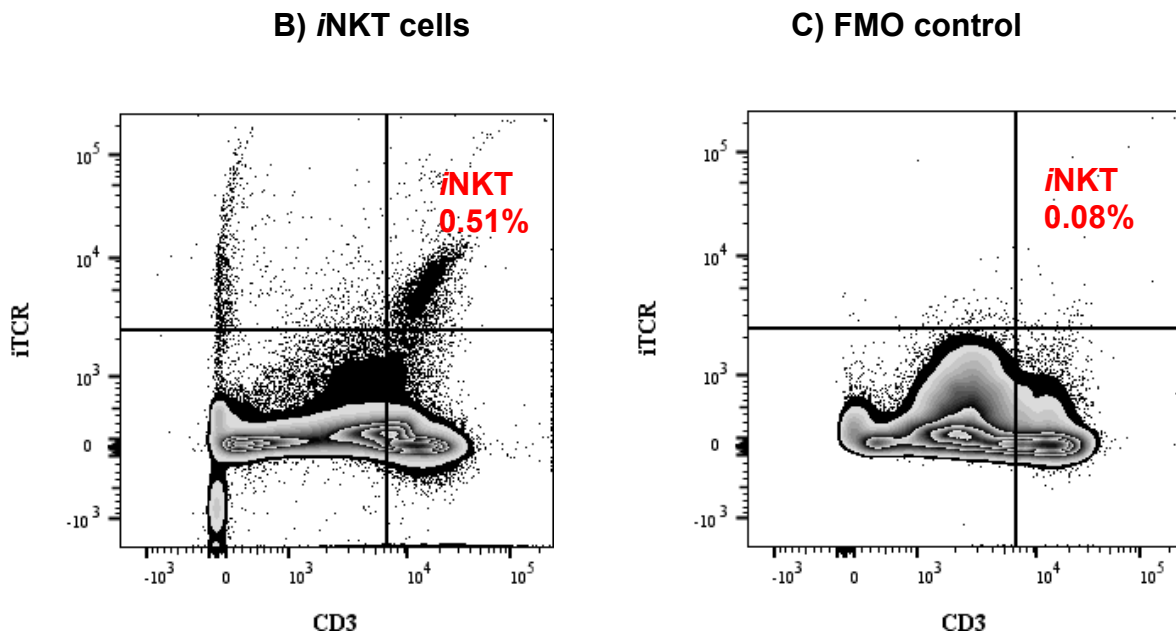 B) iNKT cells
C) FMO control
iNKT
0.51%
10^5
10^4
10^3
0
-10^3
iTCR
-10^3 0 10^3 10^4 10^5
CD3
iNKT
0.08%
10^5
10^4
10^3
0
-10^3
iTCR
-10^3 0 10^3 10^4 10^5
CD3